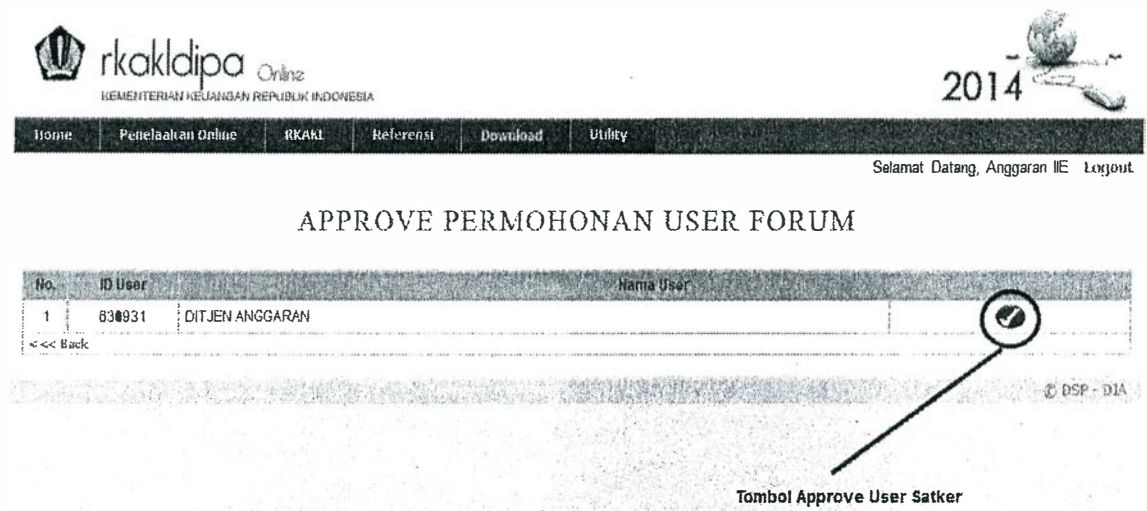 rkakldipa Online
KEMENTERIAN KEUANGAN REPUBLIK INDONESIA
2014
Home Penelaahan Online RKAKL Referensi Download Utility
Selamat Datang, Anggaran IIE Logout
APPROVE PERMOHONAN USER FORUM
No. ID User Nama User
1 DITJEN ANGGARAN
<<< Back
© DSP - DIA
Tombol Approve User Satker